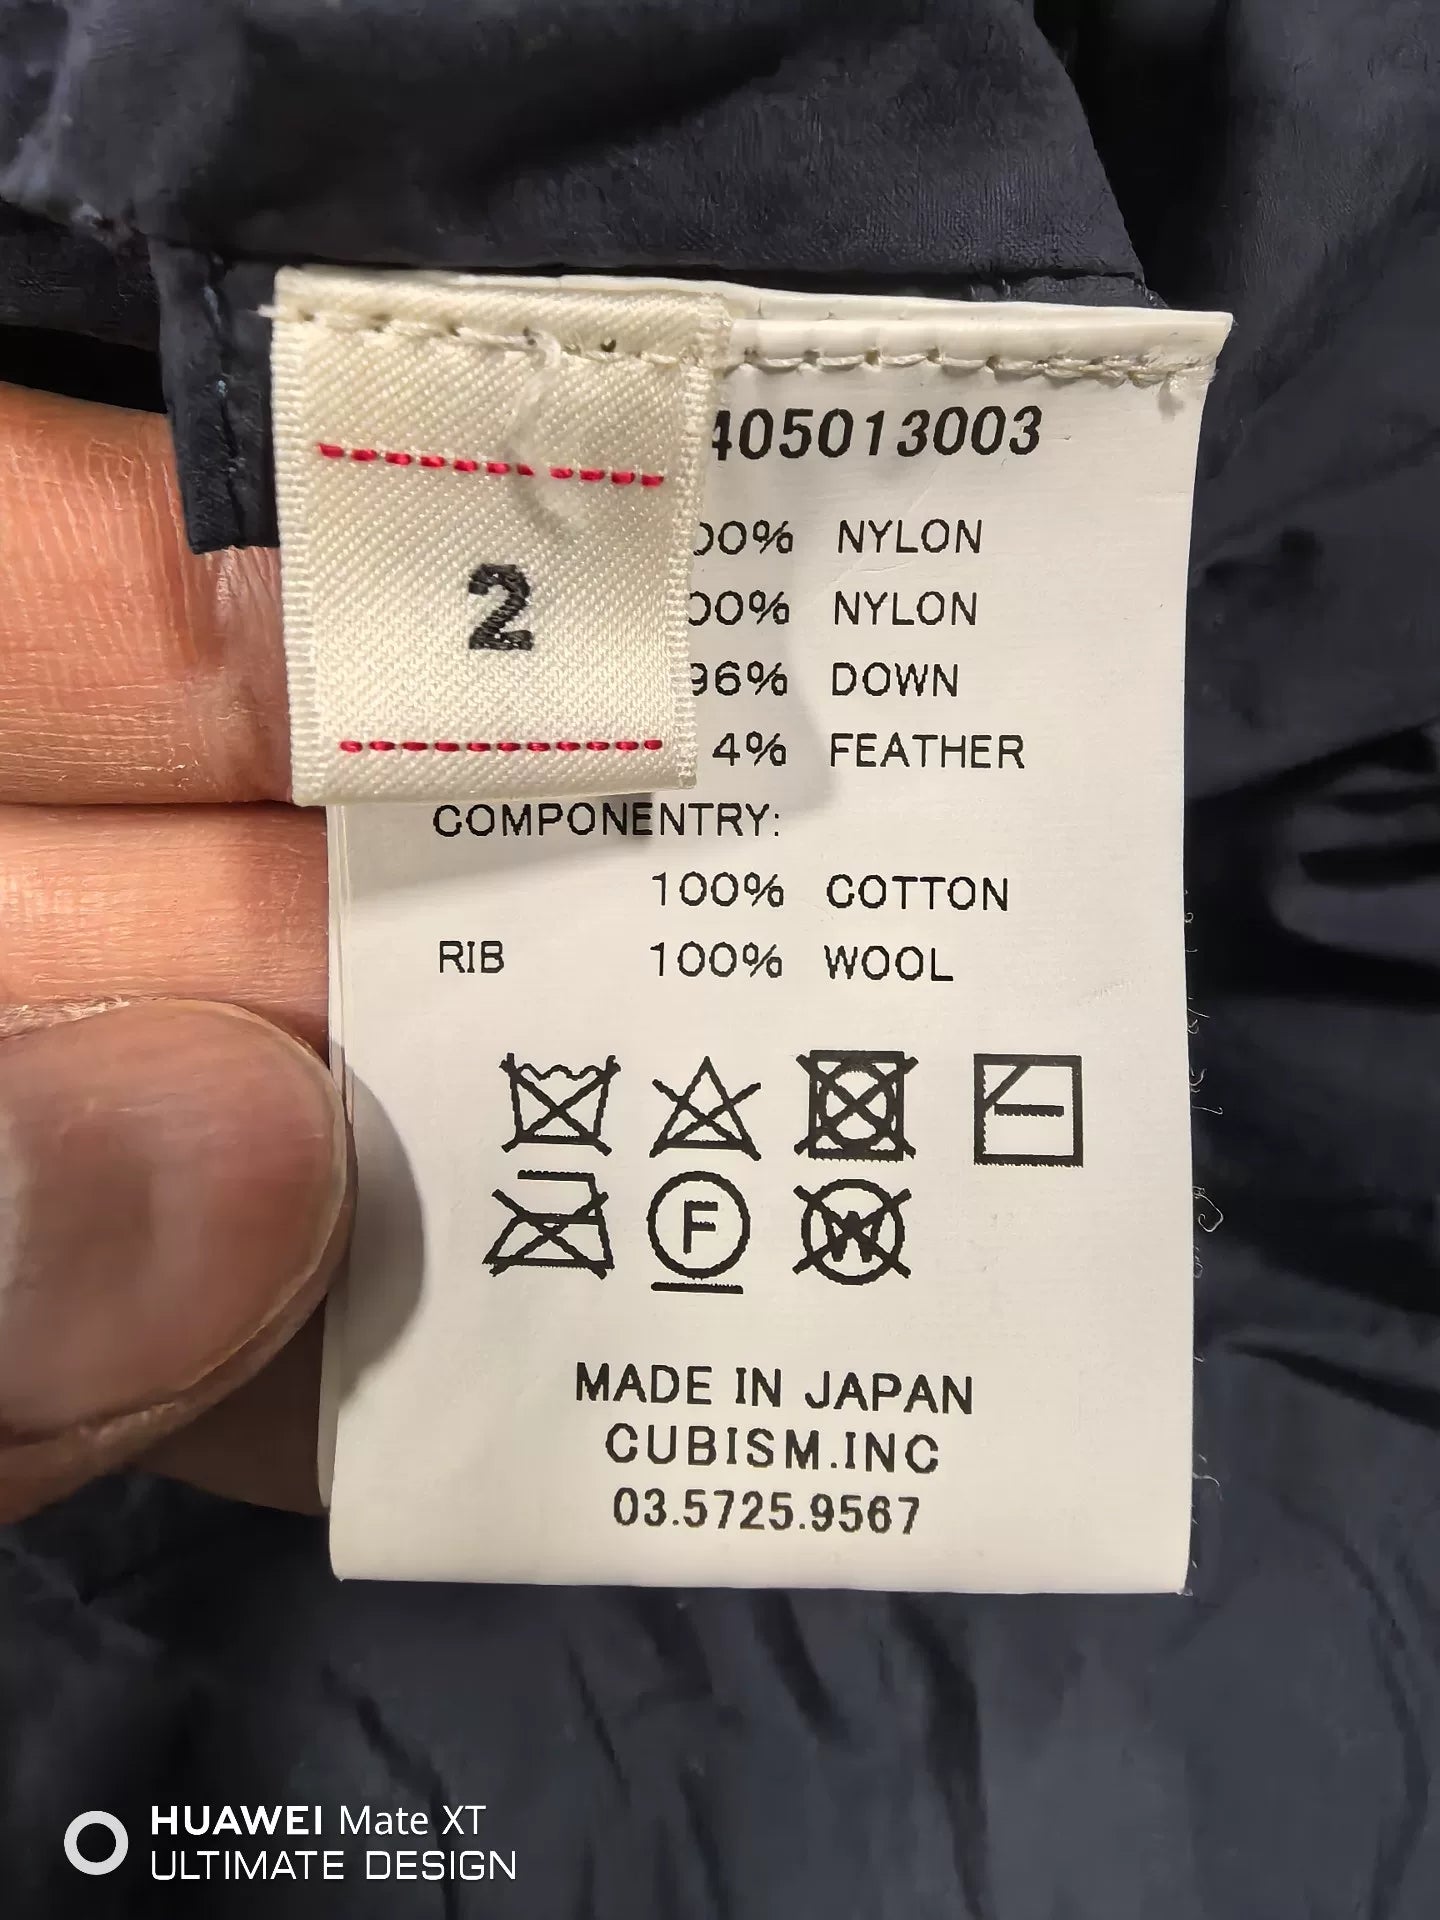 405013003
2
00% NYLON
00% NYLON
96% DOWN
4% FEATHER
COMPONENTRY:
100% COTTON
RIB 100% WOOL
F
W
MADE IN JAPAN
CUBISM.INC
03.5725.9567
HUAWEI Mate XT
ULTIMATE DESIGN